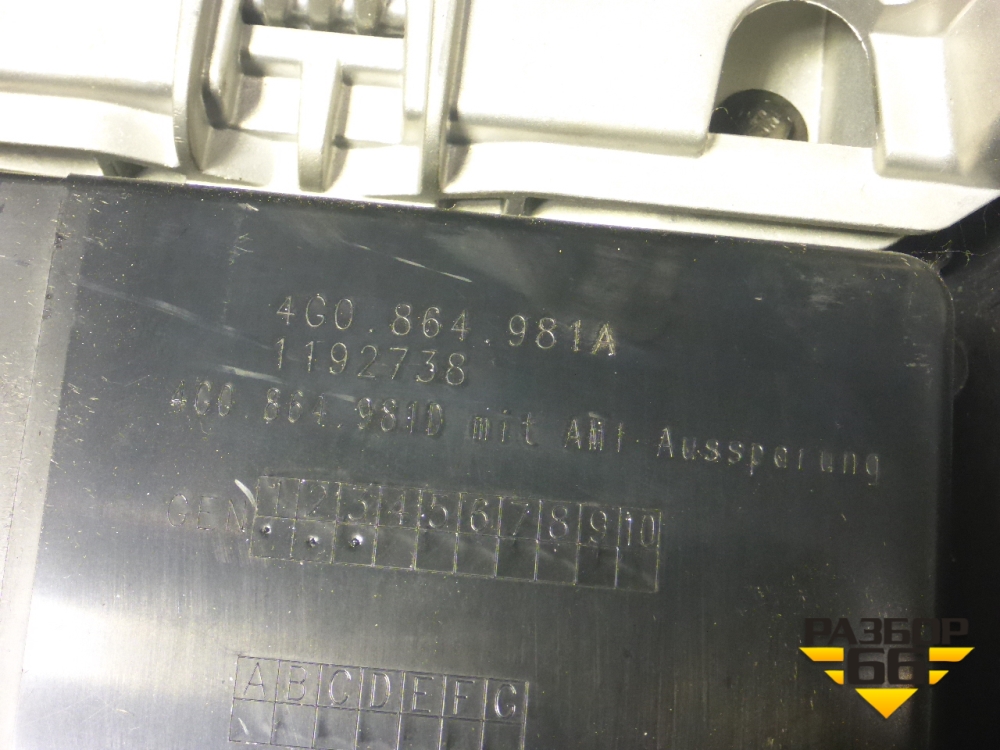 4G0.864.981A
1192738
4G0.864.981D mit AMI Aussparung
GEN 1 2 3 4 5 6 7 8 9 10
A B C D E F G
РАЗБОР
66